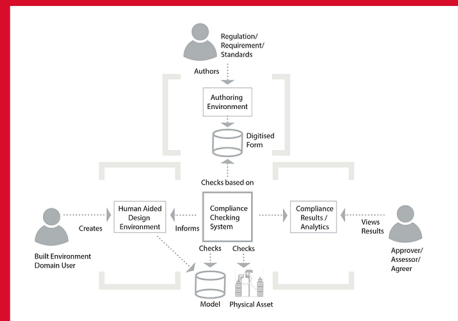 Regulation/
Requirement/
Standards
Authors
Authoring
Environment
Digitised
Form
Checks based on
Human Aided
Design
Environment
Compliance
Checking
System
Compliance
Results /
Analytics
Creates
Informs
Views
Results
Built Environment
Domain User
Checks
Checks
Approver/
Assessor/
Agreer
Model
Physical Asset